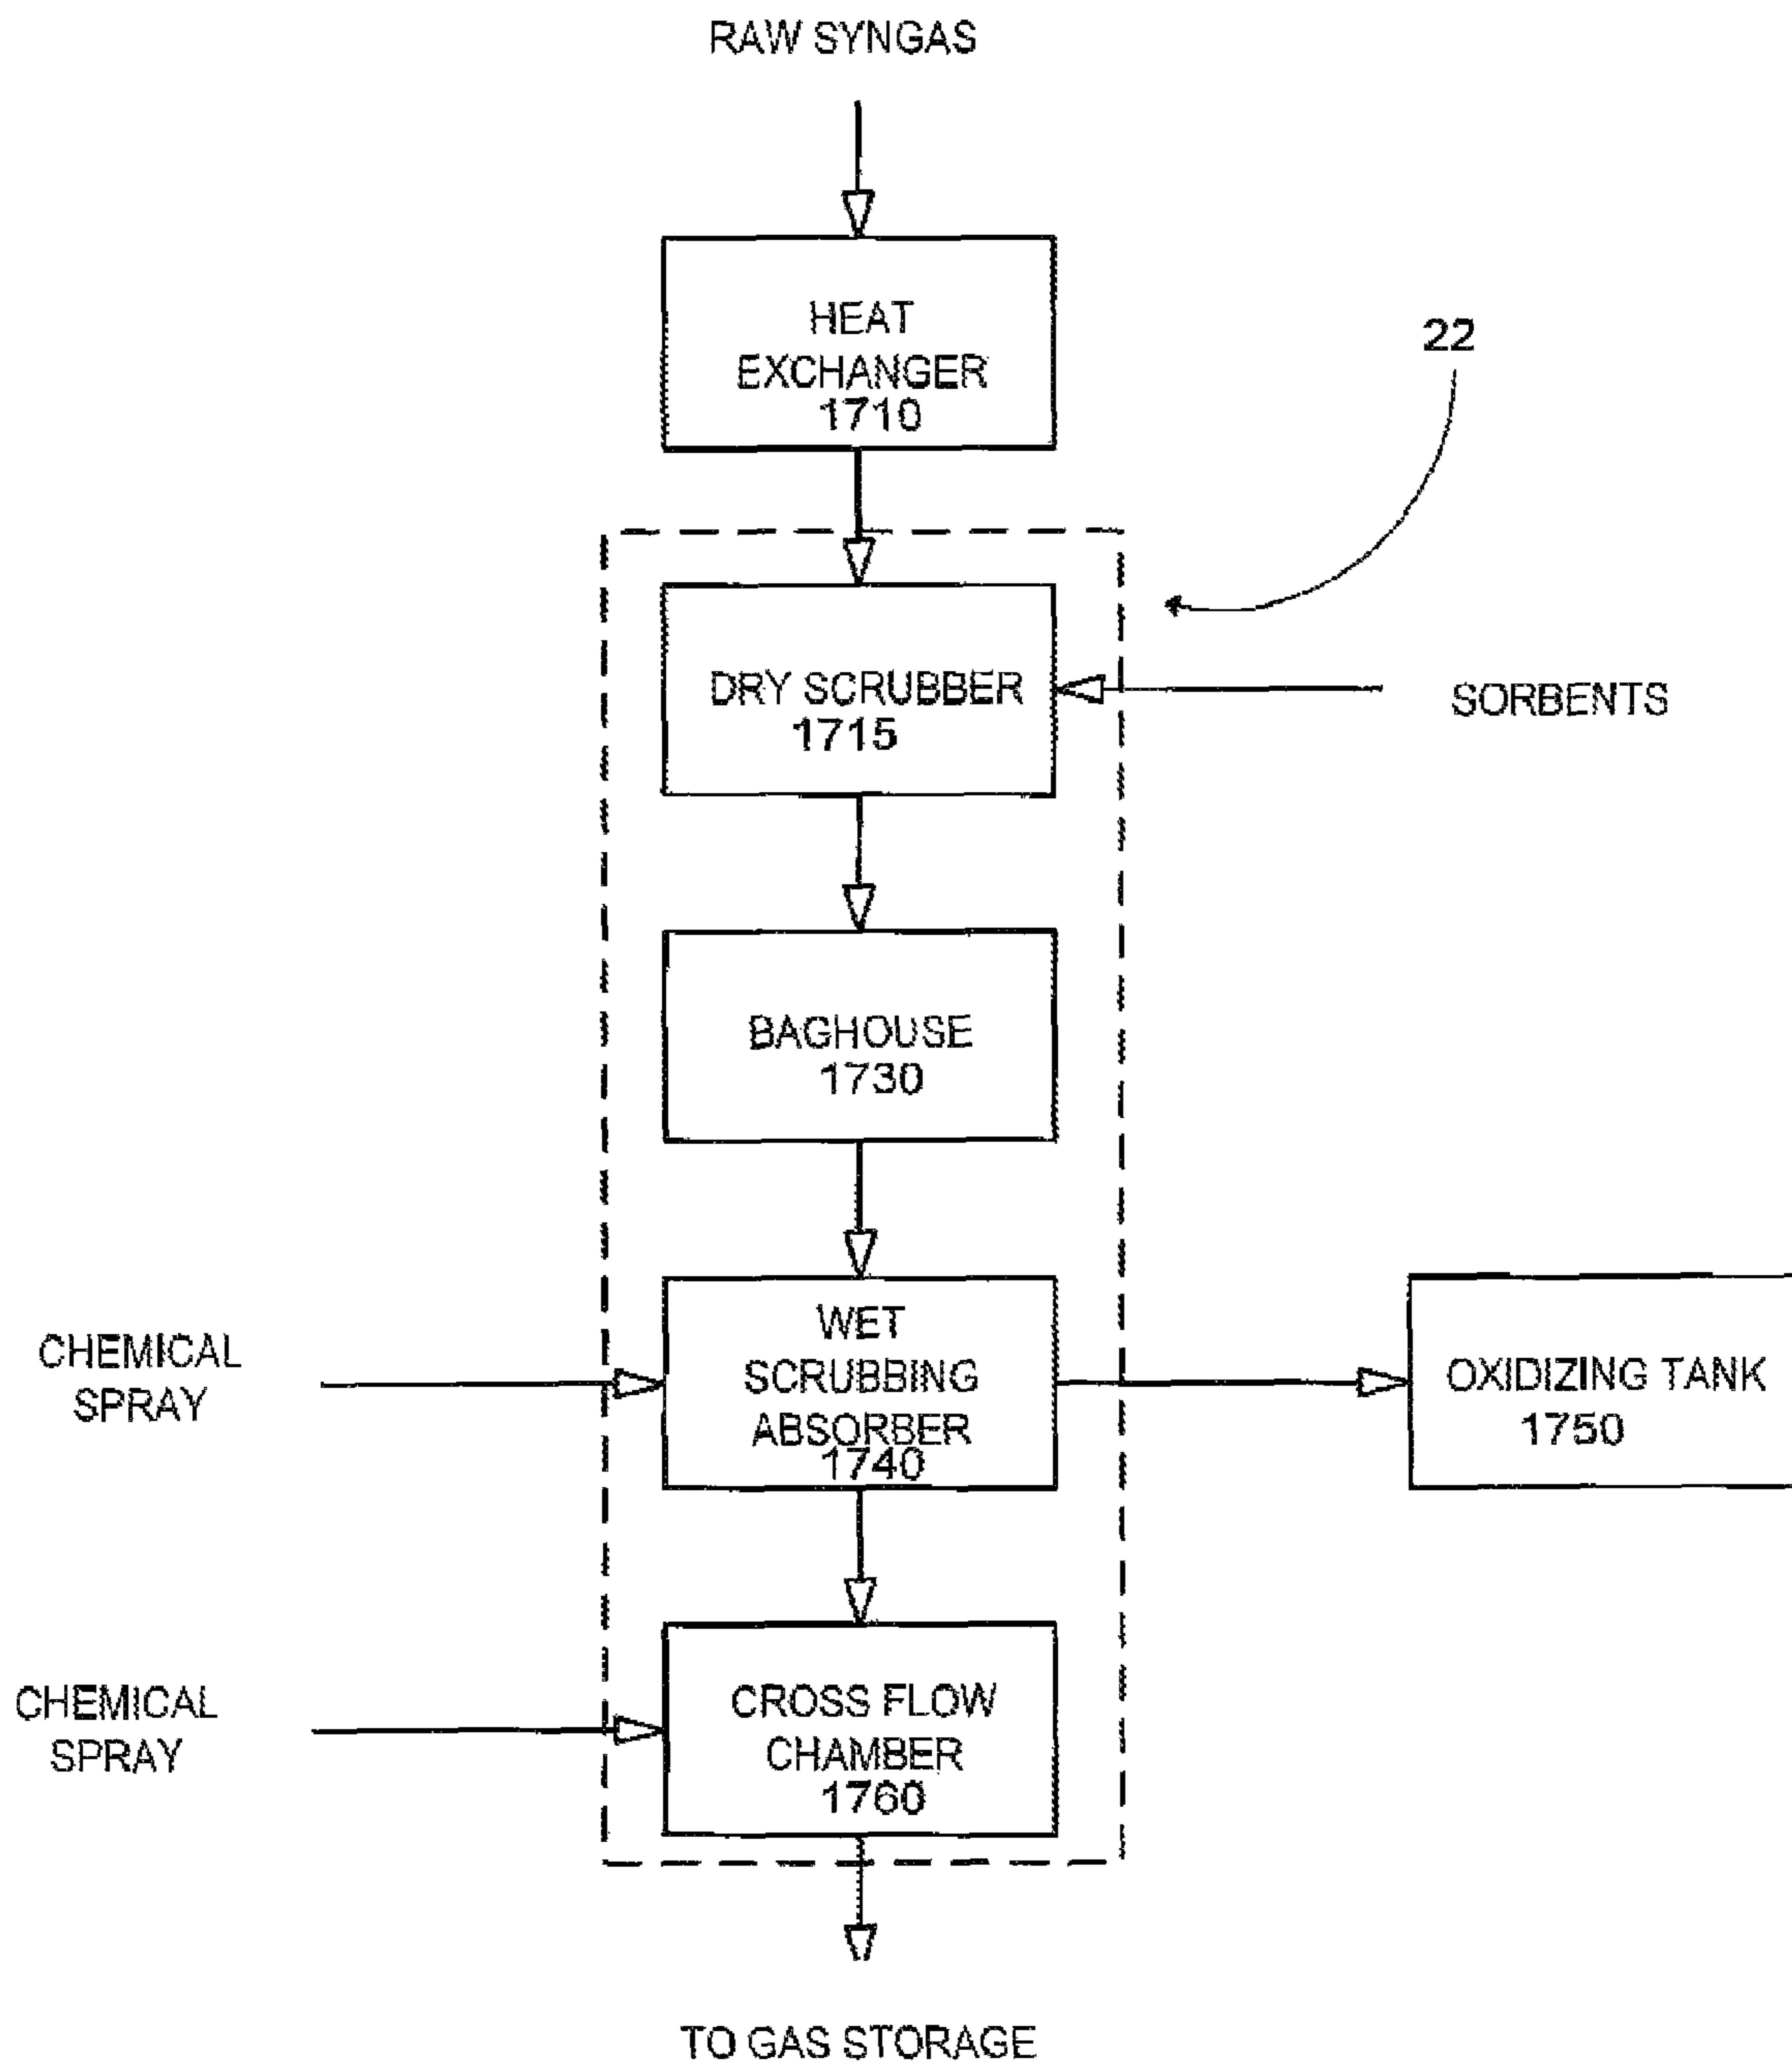 RAW SYNGAS
HEAT
EXCHANGER
1710
22
DRY SCRUBBER
1715
SORBENTS
BAGHOUSE
1730
CHEMICAL
SPRAY
WET
SCRUBBING
ABSORBER
1740
OXIDIZING TANK
1750
CHEMICAL
SPRAY
CROSS FLOW
CHAMBER
1760
TO GAS STORAGE